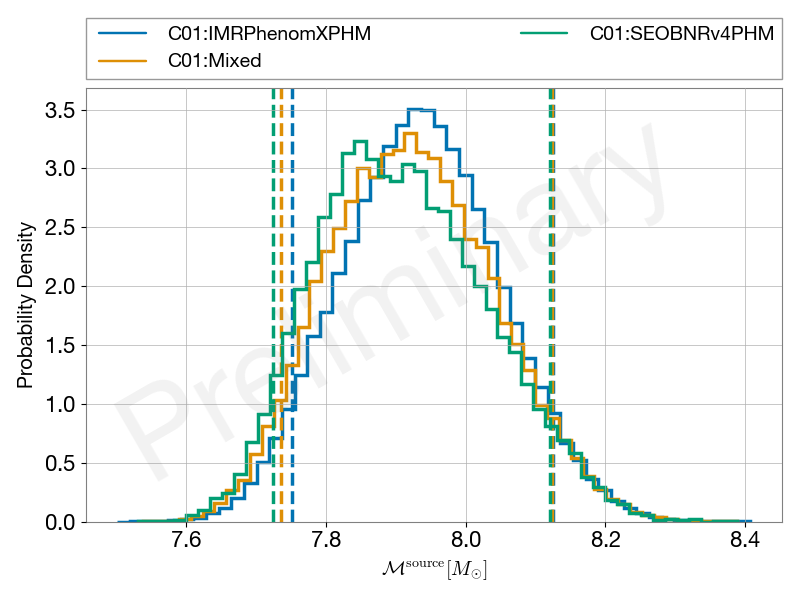 C01:IMRPhenomXPHM
C01:Mixed
C01:SEOBNRv4PHM
Preliminary
Probability Density
3.5
3.0
2.5
2.0
1.5
1.0
0.5
0.0
7.6 7.8 8.0 8.2 8.4
ℳ^source [M_⊙]